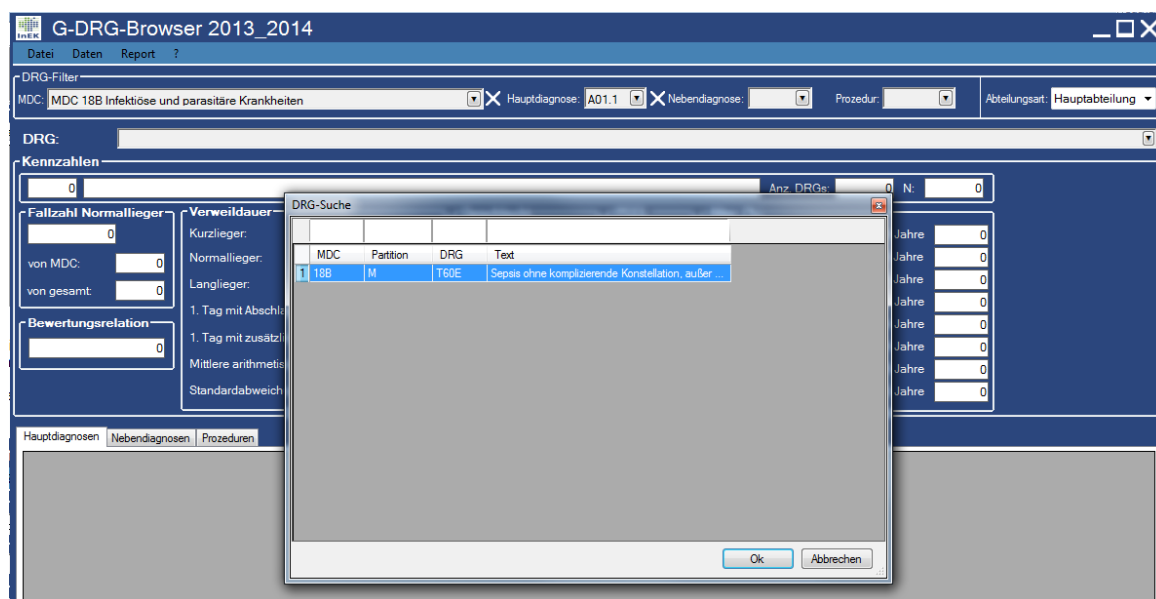 InEK G-DRG-Browser 2013_2014
Datei Daten Report ?
DRG-Filter
MDC: MDC 18B Infektiöse und parasitäre Krankheiten Hauptdiagnose: A01.1 Nebendiagnose: Prozedur: Abteilungsart: Hauptabteilung
DRG:
Kennzahlen
0 Anz. DRGs: 0 N: 0
Fallzahl Normallieger
0
von MDC: 0
von gesamt: 0
Bewertungsrelation
0
Verweildauer
Kurzlieger:
Normallieger:
Langlieger:
1. Tag mit Abschla
1. Tag mit zusätzli
Mittlere arithmetis
Standardabweich
DRG-Suche
MDC Partition DRG Text
1 18B M T60E Sepsis ohne komplizierende Konstellation, außer ...
Ok Abbrechen
Jahre 0
Jahre 0
Jahre 0
Jahre 0
Jahre 0
Jahre 0
Jahre 0
Jahre 0
Hauptdiagnosen Nebendiagnosen Prozeduren